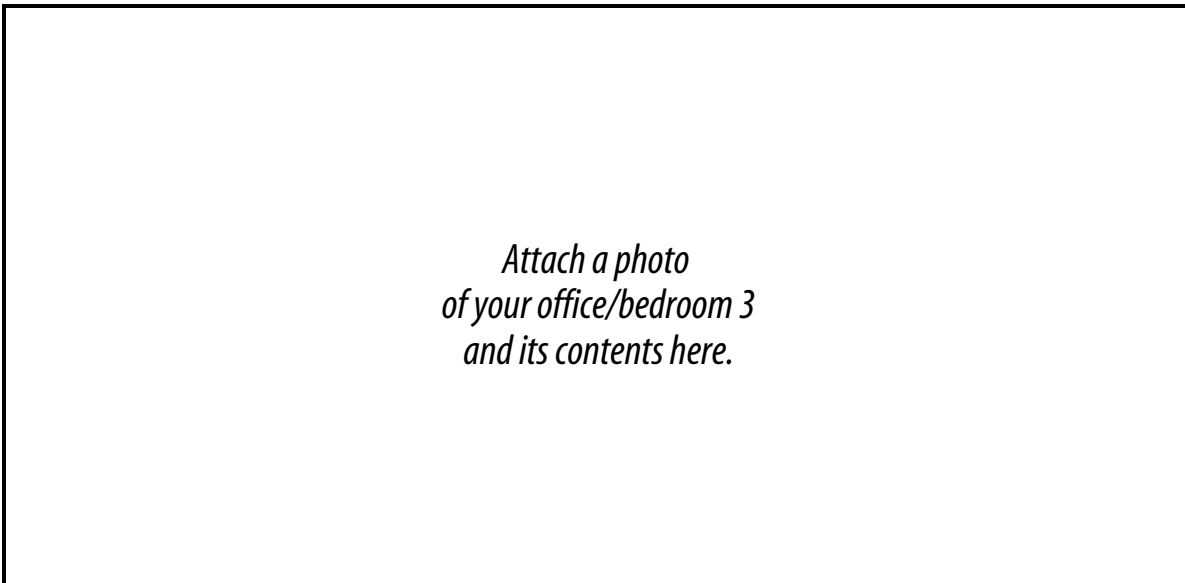 Attach a photo
of your office/bedroom 3
and its contents here.